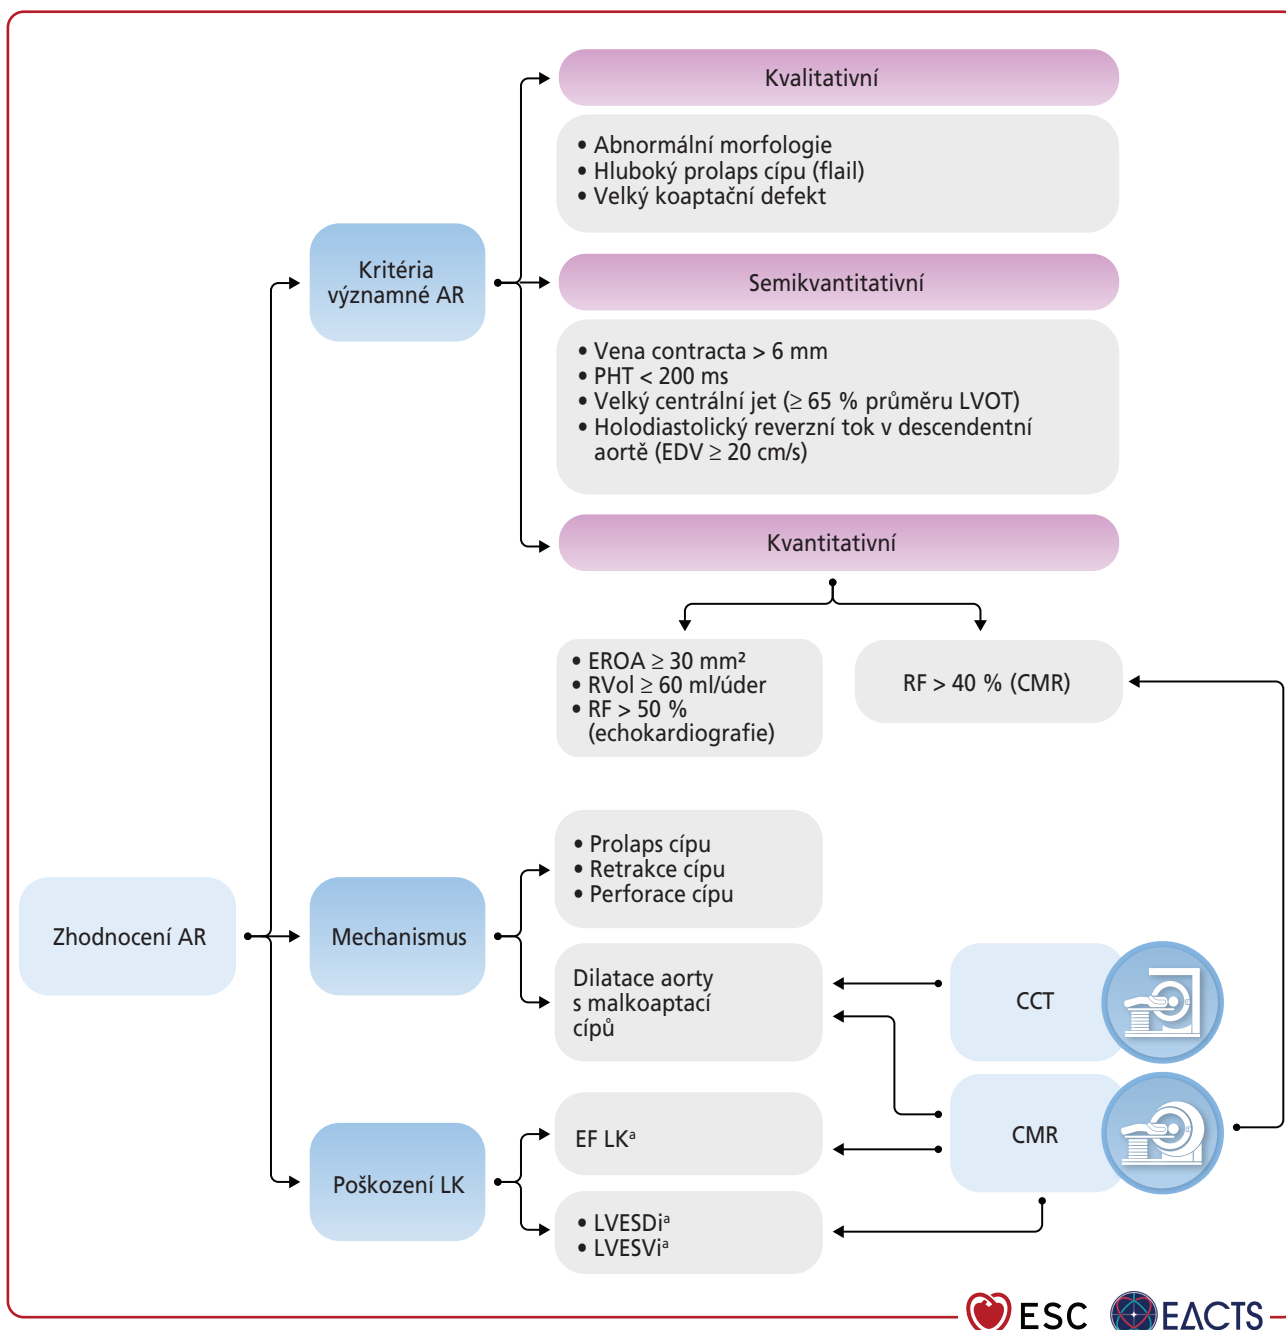 Kvalitativní
• Abnormální morfologie
• Hluboký prolaps cípu (flail)
• Velký koaptační defekt
Kritéria
významné AR
Semikvantitativní
• Vena contracta > 6 mm
• PHT < 200 ms
• Velký centrální jet (≥ 65 % průměru LVOT)
• Holodiastolický reverzní tok v descendentní
aortě (EDV ≥ 20 cm/s)
Kvantitativní
• EROA ≥ 30 mm²
• RVol ≥ 60 ml/úder
• RF > 50 %
(echokardiografie)
RF > 40 % (CMR)
• Prolaps cípu
• Retrakce cípu
• Perforace cípu
Zhodnocení AR
Mechanismus
Dilatace aorty
s malkoaptací
cípů
CCT
EF LKᵃ
CMR
Poškození LK
• LVESDiᵃ
• LVESViᵃ
ESC
EACTS